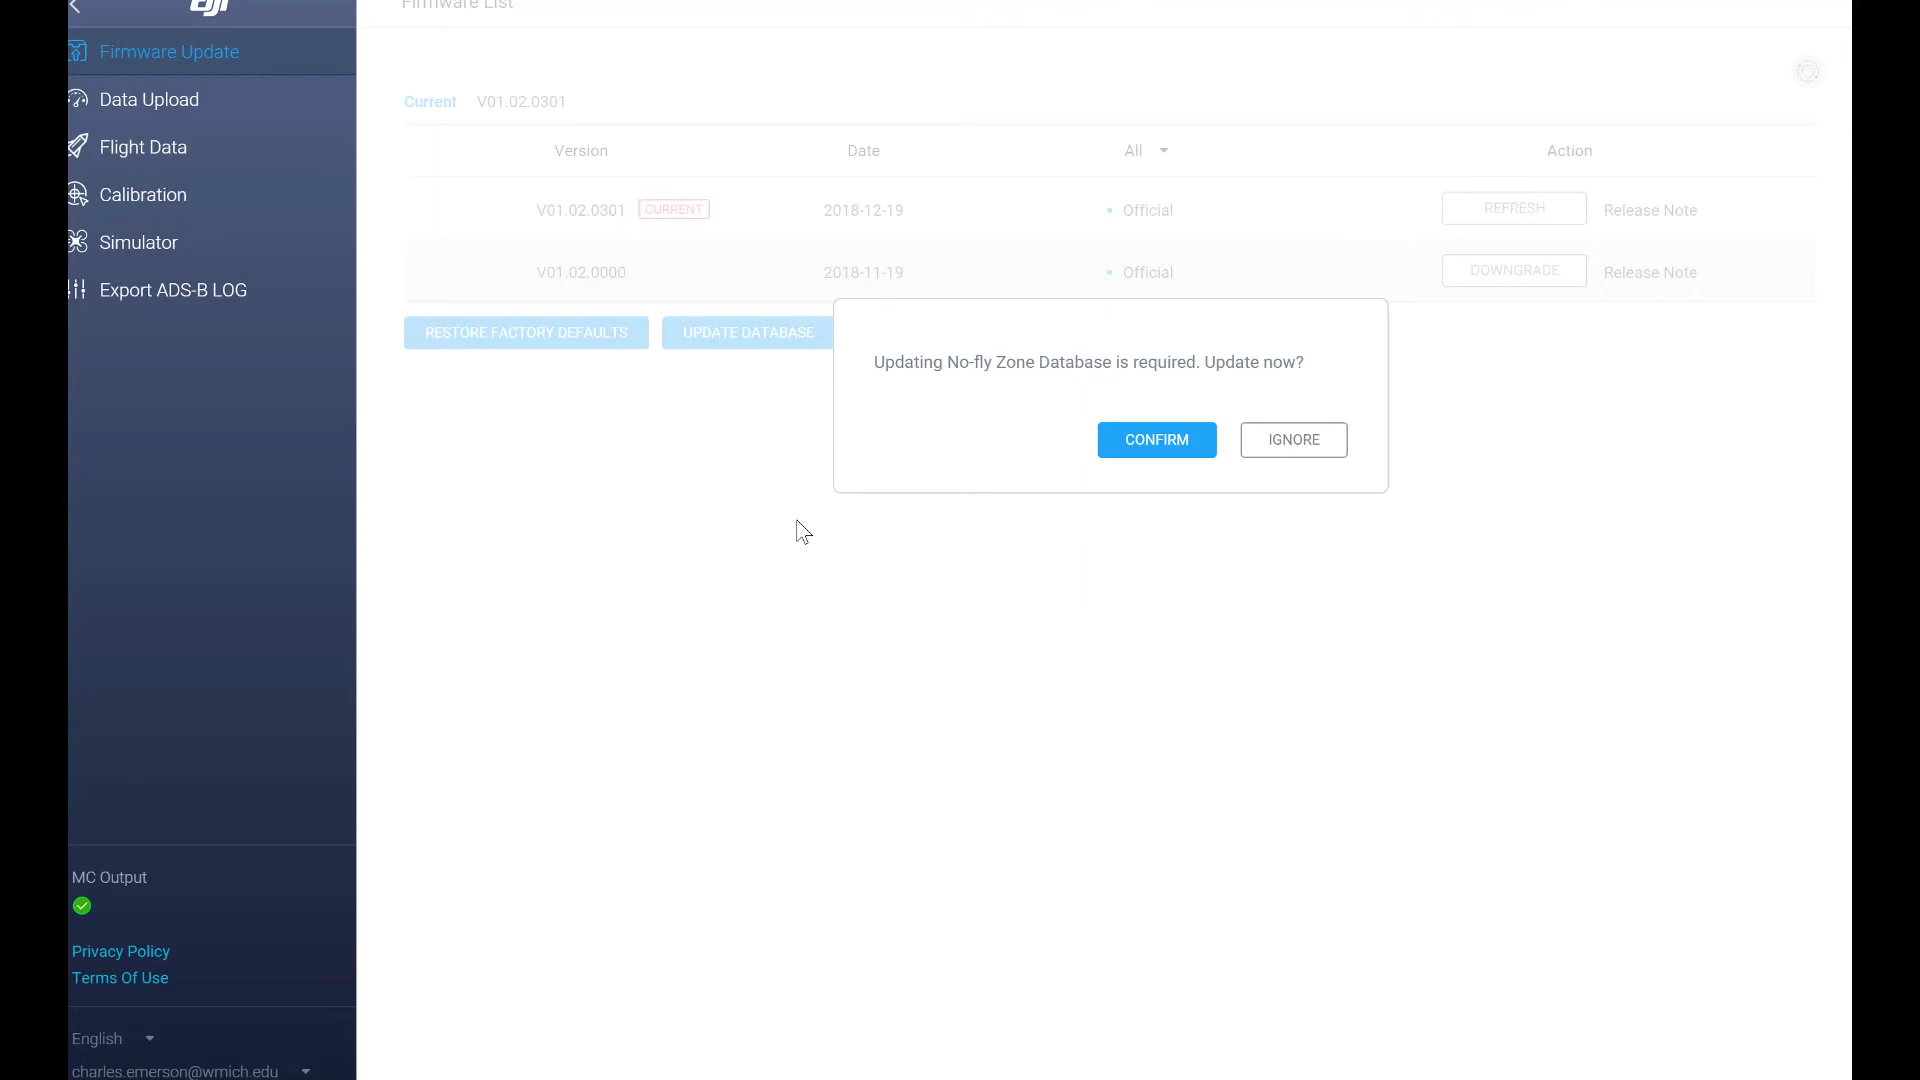 dji
Firmware List
Firmware Update
Data Upload
Flight Data
Calibration
Simulator
Export ADS-B LOG
Current V01.02.0301
Version Date All Action
V01.02.0301 CURRENT 2018-12-19 Official REFRESH Release Note
V01.02.0000 2018-11-19 Official DOWNGRADE Release Note
RESTORE FACTORY DEFAULTS UPDATE DATABASE
Updating No-fly Zone Database is required. Update now?
CONFIRM IGNORE
MC Output
Privacy Policy
Terms Of Use
English
charles.emerson@wmich.edu